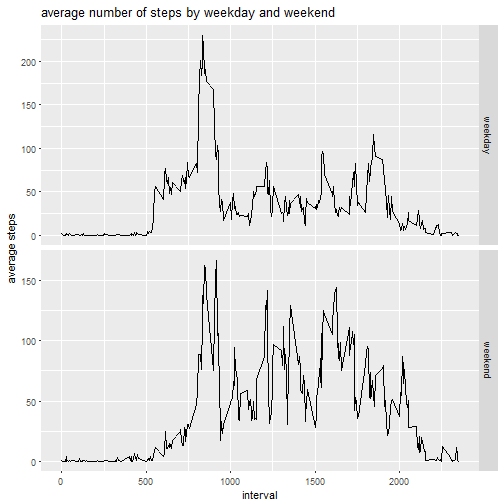 average number of steps by weekday and weekend
200
150
100
50
0
weekday
average steps
150
100
50
0
weekend
0
500
1000
1500
2000
interval